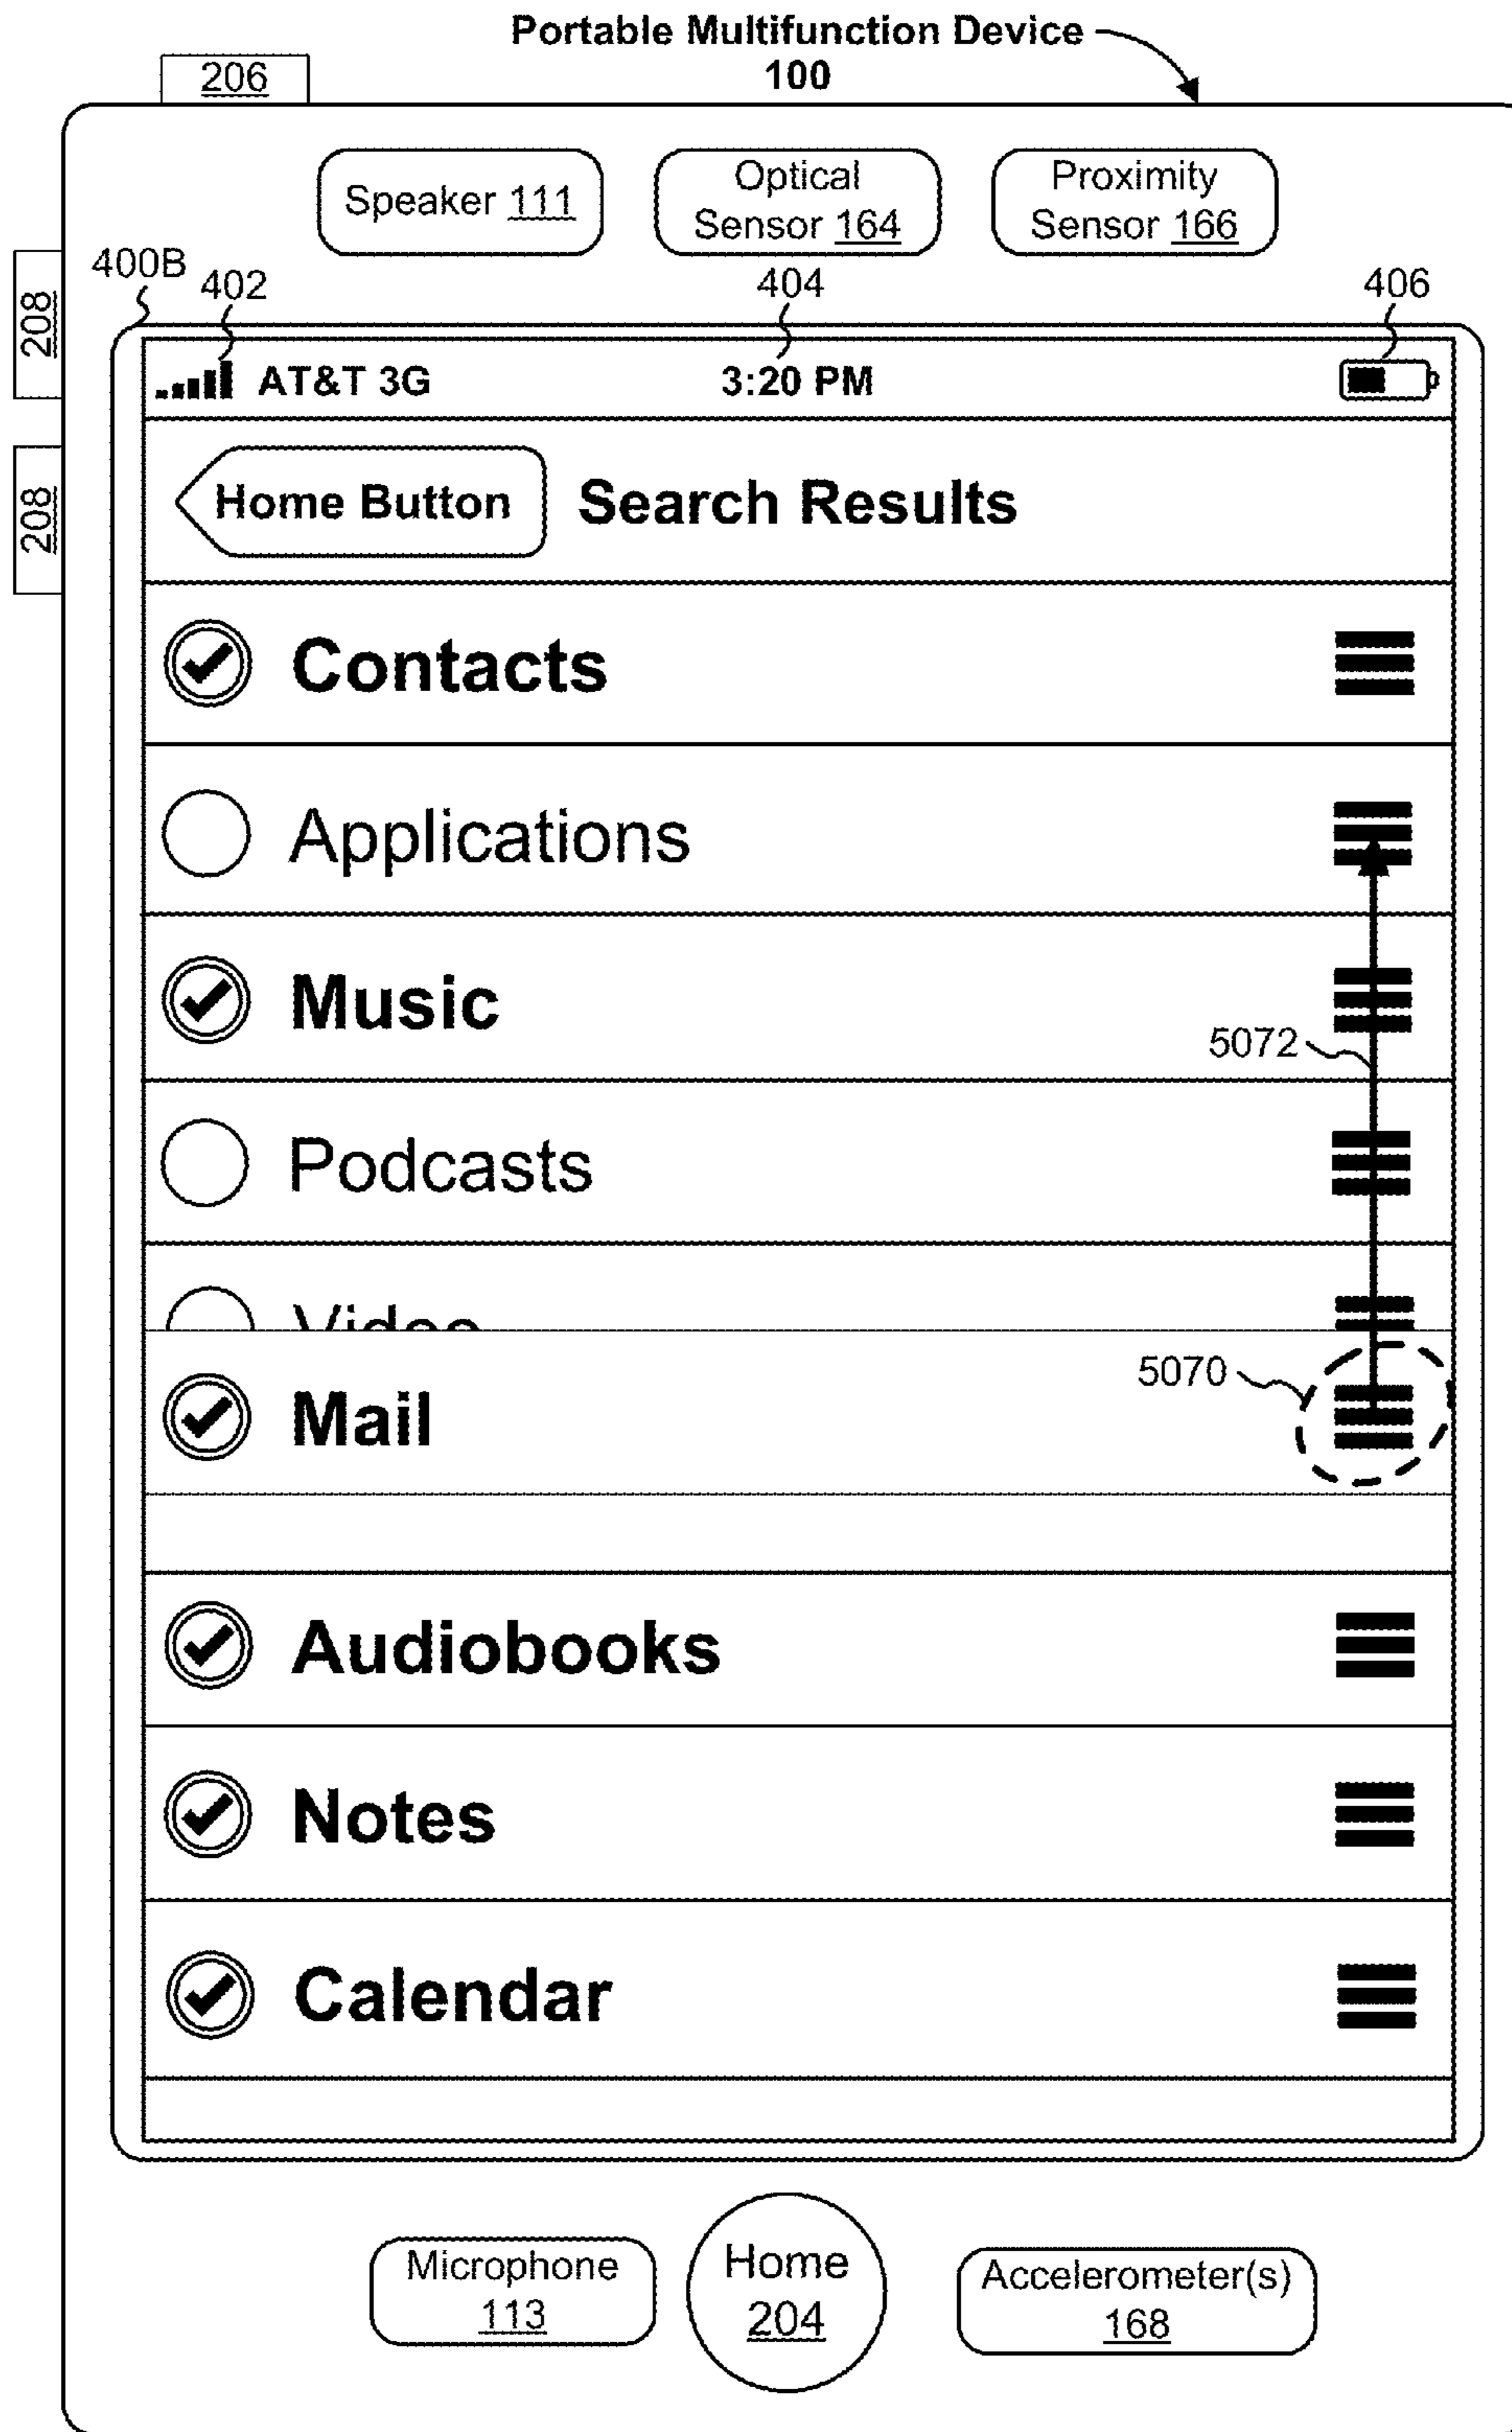 Portable Multifunction Device
100
206
Speaker 111
Optical
Sensor 164
Proximity
Sensor 166
208
208
400B
402
404
406
AT&T 3G
3:20 PM
Home Button
Search Results
Contacts
Applications
Music
5072
Podcasts
Video
5070
Mail
Audiobooks
Notes
Calendar
Microphone
113
Home
204
Accelerometer(s)
168